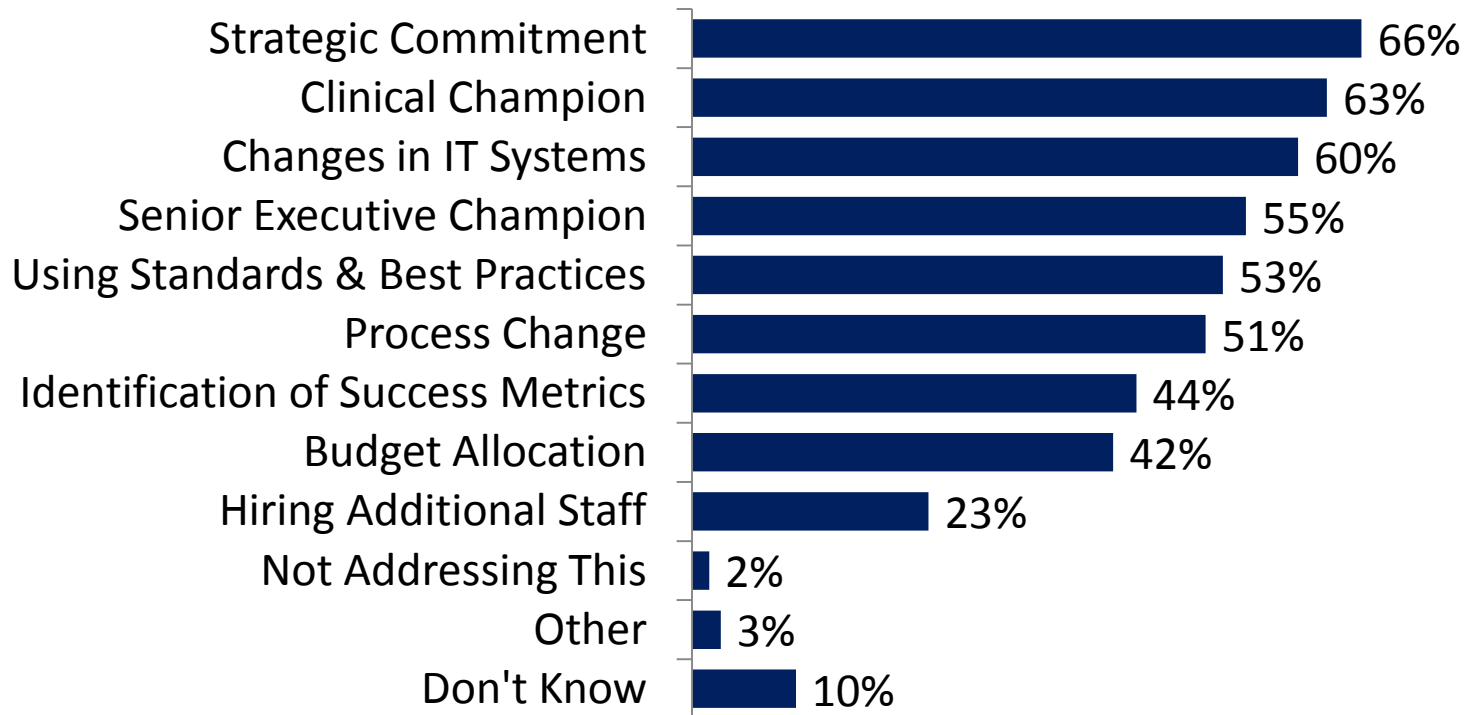 Strategic Commitment 66%
Clinical Champion 63%
Changes in IT Systems 60%
Senior Executive Champion 55%
Using Standards & Best Practices 53%
Process Change 51%
Identification of Success Metrics 44%
Budget Allocation 42%
Hiring Additional Staff 23%
Not Addressing This 2%
Other 3%
Don't Know 10%